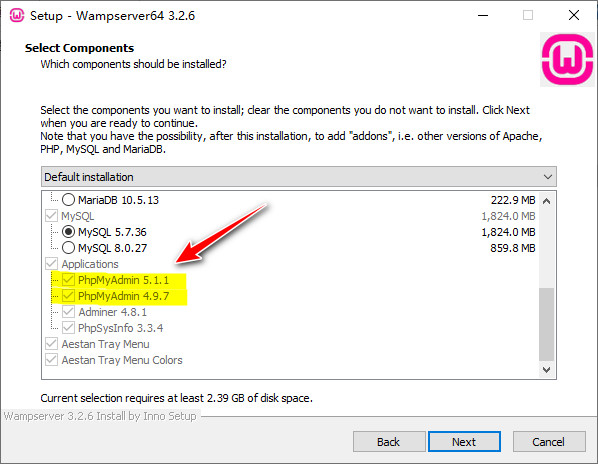 Setup - Wampserver64 3.2.6
Select Components
Which components should be installed?
Select the components you want to install; clear the components you do not want to install. Click Next
when you are ready to continue.
Note that you have the possibility, after this installation, to add "addons", i.e. other versions of Apache,
PHP, MySQL and MariaDB.
Default installation
MariaDB 10.5.13 222.9 MB
MySQL 1,824.0 MB
MySQL 5.7.36 1,824.0 MB
MySQL 8.0.27 859.8 MB
Applications
PhpMyAdmin 5.1.1
PhpMyAdmin 4.9.7
Adminer 4.8.1
PhpSysInfo 3.3.4
Aestan Tray Menu
Aestan Tray Menu Colors
Current selection requires at least 2.39 GB of disk space.
Wampserver 3.2.6 Install by Inno Setup
Back Next Cancel